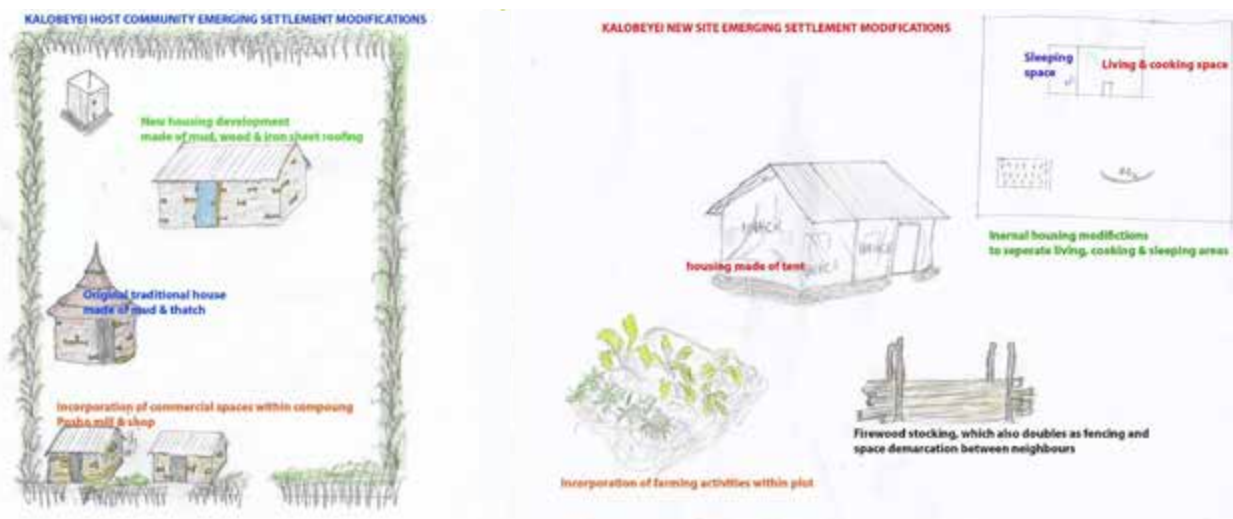 KALOBEYEI HOST COMMUNITY EMERGING SETTLEMENT MODIFICATIONS
New housing development
made of mud, wood & iron sheet roofing
Original traditional house
made of mud & thatch
Incorporation of commercial spaces within compoung
Posho mill & shop
KALOBEYEI NEW SITE EMERGING SETTLEMENT MODIFICATIONS
Sleeping
space
Living & cooking space
Inernal housing modifictions
to seperate living, cooking & sleeping areas
UNHCR
UNHCR
UNHCR
housing made of tent
Firewood stocking, which also doubles as fencing and
space demarcation between neighbours
Incorporation of farming activities within plot